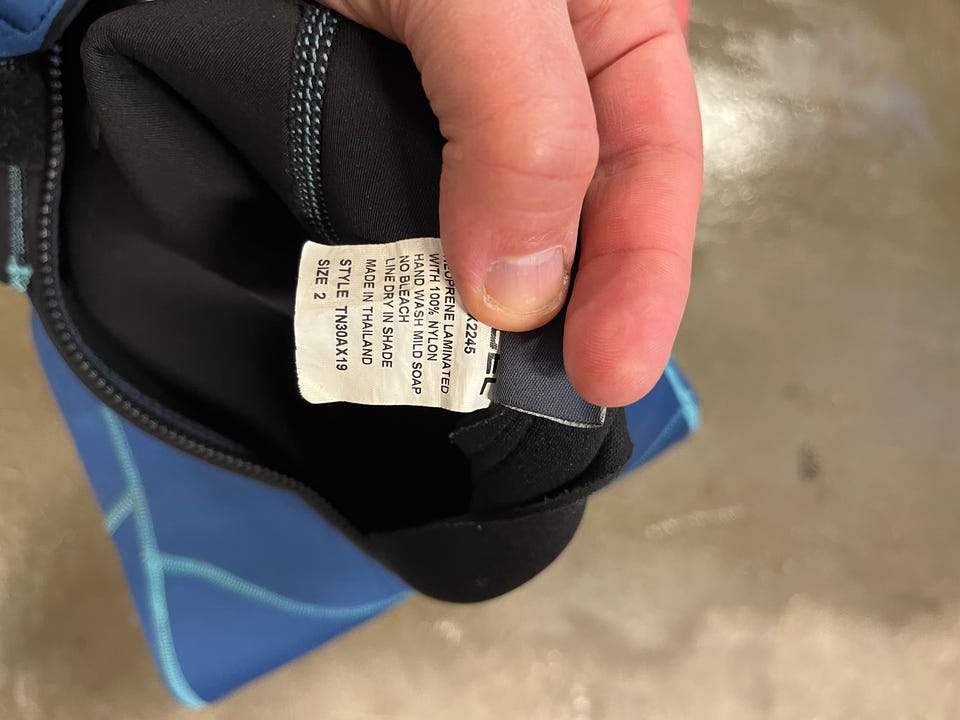 X2245
NEOPRENE LAMINATED
WITH 100% NYLON
HAND WASH MILD SOAP
NO BLEACH
LINE DRY IN SHADE
MADE IN THAILAND
STYLE TN30AX19
SIZE 2